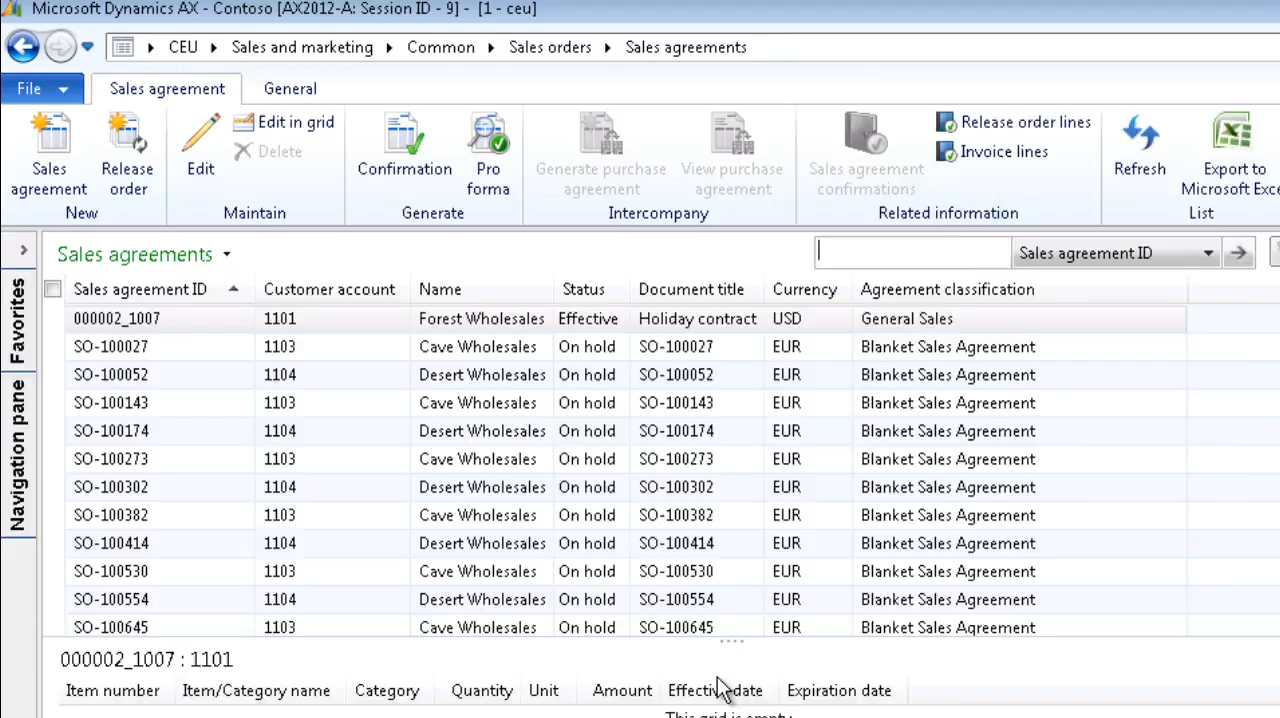 Microsoft Dynamics AX - Contoso [AX2012-A: Session ID - 9] - [1 - ceu]
CEU Sales and marketing Common Sales orders Sales agreements
File Sales agreement General
Sales agreement
Release order
New
Edit
Edit in grid
Delete
Maintain
Confirmation
Pro forma
Generate
Generate purchase agreement
View purchase agreement
Intercompany
Sales agreement confirmations
Release order lines
Invoice lines
Related information
Refresh
Export to
Microsoft Exce
List
Favorites
Navigation pane
Sales agreements
Sales agreement ID
Sales agreement ID Customer account Name Status Document title Currency Agreement classification
000002_1007 1101 Forest Wholesales Effective Holiday contract USD General Sales
SO-100027 1103 Cave Wholesales On hold SO-100027 EUR Blanket Sales Agreement
SO-100052 1104 Desert Wholesales On hold SO-100052 EUR Blanket Sales Agreement
SO-100143 1103 Cave Wholesales On hold SO-100143 EUR Blanket Sales Agreement
SO-100174 1104 Desert Wholesales On hold SO-100174 EUR Blanket Sales Agreement
SO-100273 1103 Cave Wholesales On hold SO-100273 EUR Blanket Sales Agreement
SO-100302 1104 Desert Wholesales On hold SO-100302 EUR Blanket Sales Agreement
SO-100382 1103 Cave Wholesales On hold SO-100382 EUR Blanket Sales Agreement
SO-100414 1104 Desert Wholesales On hold SO-100414 EUR Blanket Sales Agreement
SO-100530 1103 Cave Wholesales On hold SO-100530 EUR Blanket Sales Agreement
SO-100554 1104 Desert Wholesales On hold SO-100554 EUR Blanket Sales Agreement
SO-100645 1103 Cave Wholesales On hold SO-100645 EUR Blanket Sales Agreement
000002_1007 : 1101
Item number Item/Category name Category Quantity Unit Amount Effective date Expiration date
This grid is empty.